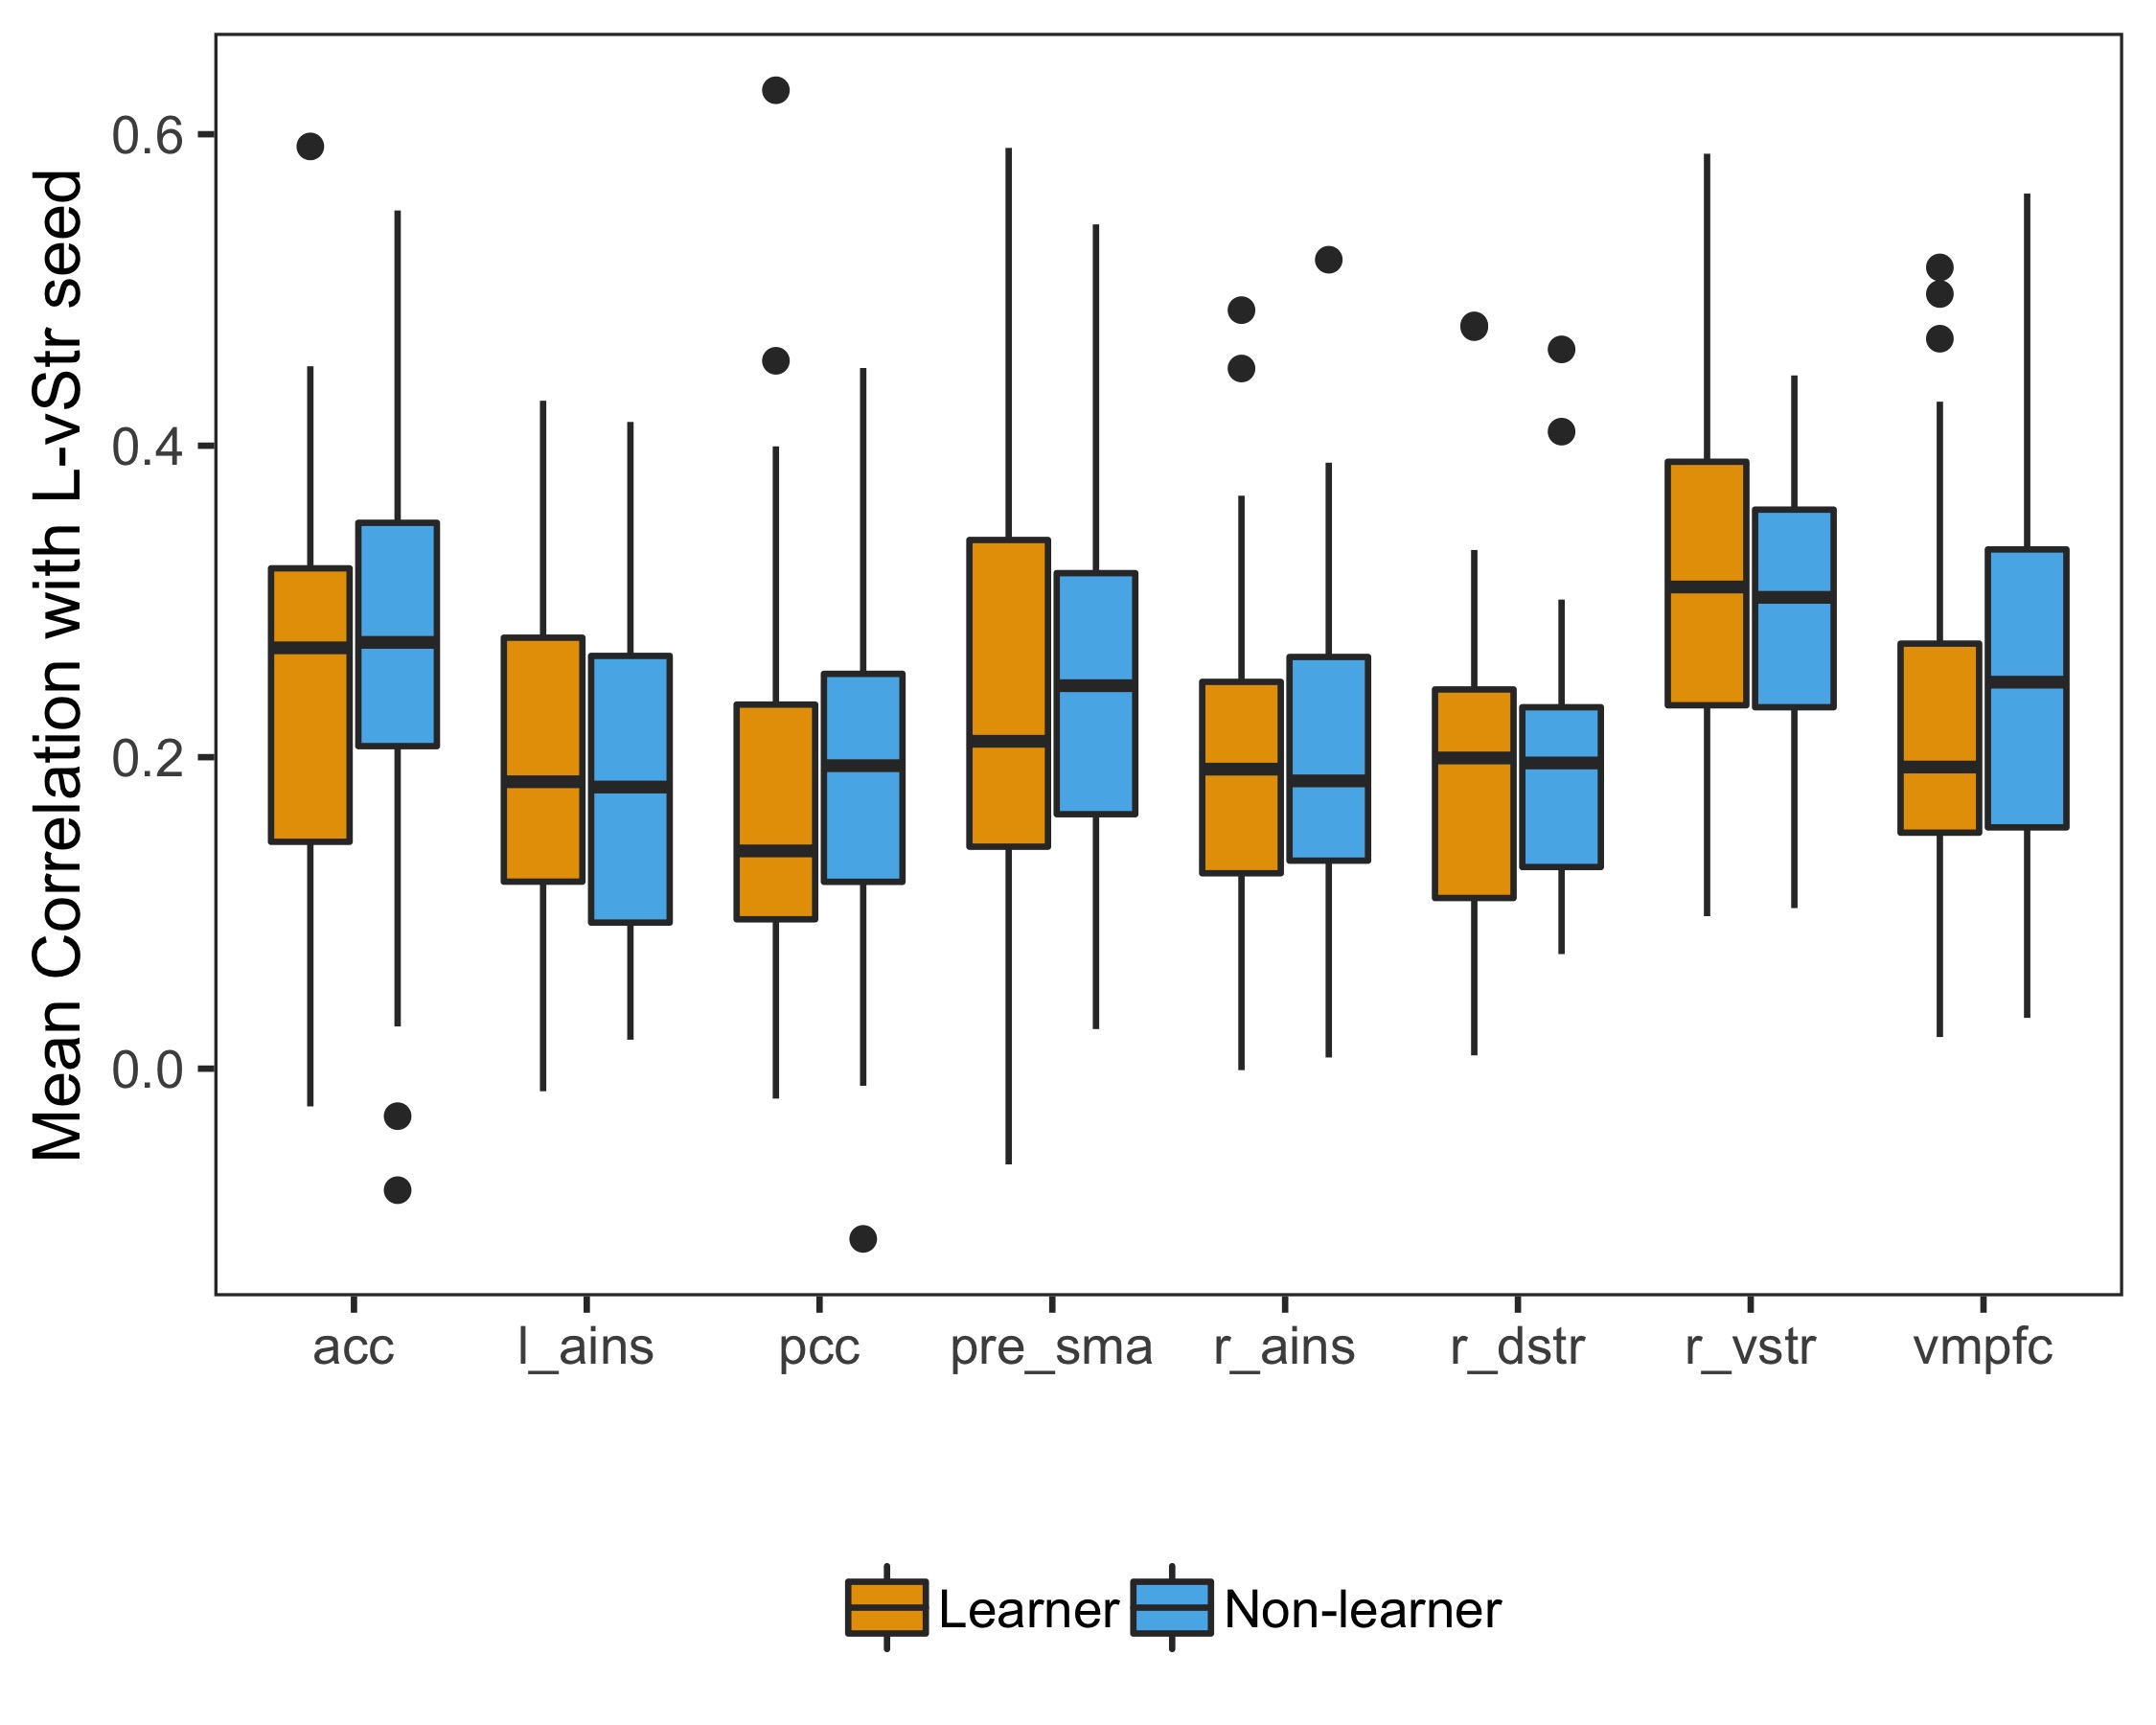 Mean Correlation with L-vStr seed
0.6
0.4
0.2
0.0
acc l_ains pcc pre_sma r_ains r_dstr r_vstr vmpfc
Learner Non-learner